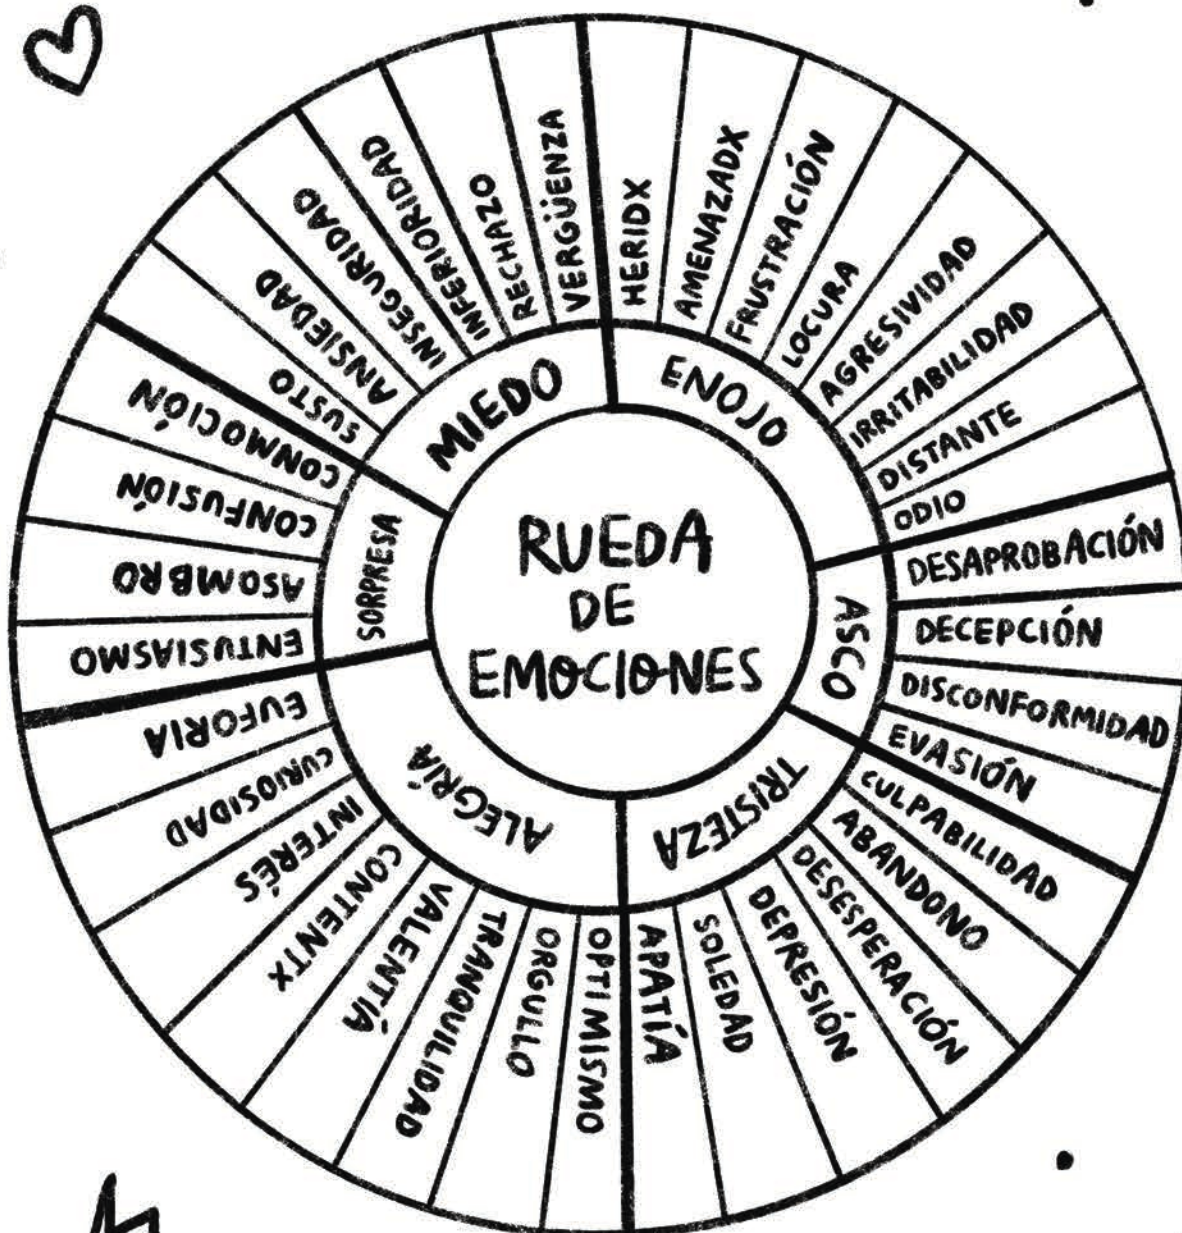 RUEDA
DE
EMOCIONES
ENOJO
HERIDX
AMENAZADX
FRUSTRACIÓN
LOCURA
AGRESIVIDAD
IRRITABILIDAD
DISTANTE
ODIO
ASCO
DESAPROBACIÓN
DECEPCIÓN
DISCONFORMIDAD
EVASIÓN
TRISTEZA
CULPABILIDAD
ABANDONO
DESESPERACIÓN
DEPRESIÓN
SOLEDAD
APATÍA
ALEGRÍA
OPTIMISMO
ORGULLO
TRANQUILIDAD
VALENTÍA
CONTENTX
INTERÉS
CURIOSIDAD
EUFORIA
SORPRESA
ENTUSIASMO
ASOMBRO
CONFUSIÓN
CONMOCIÓN
MIEDO
SUSTO
ANSIEDAD
INSEGURIDAD
INFERIORIDAD
RECHAZO
VERGÜENZA